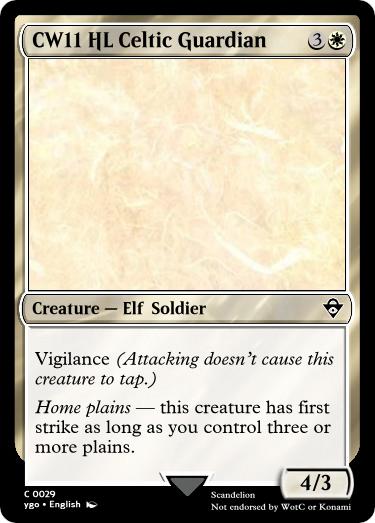 CW11 HL Celtic Guardian 3
Creature — Elf Soldier
Vigilance (Attacking doesn't cause this
creature to tap.)
Home plains — this creature has first
strike as long as you control three or
more plains.
4/3
C 0029
ygo • English
Scandelion
Not endorsed by WotC or Konami